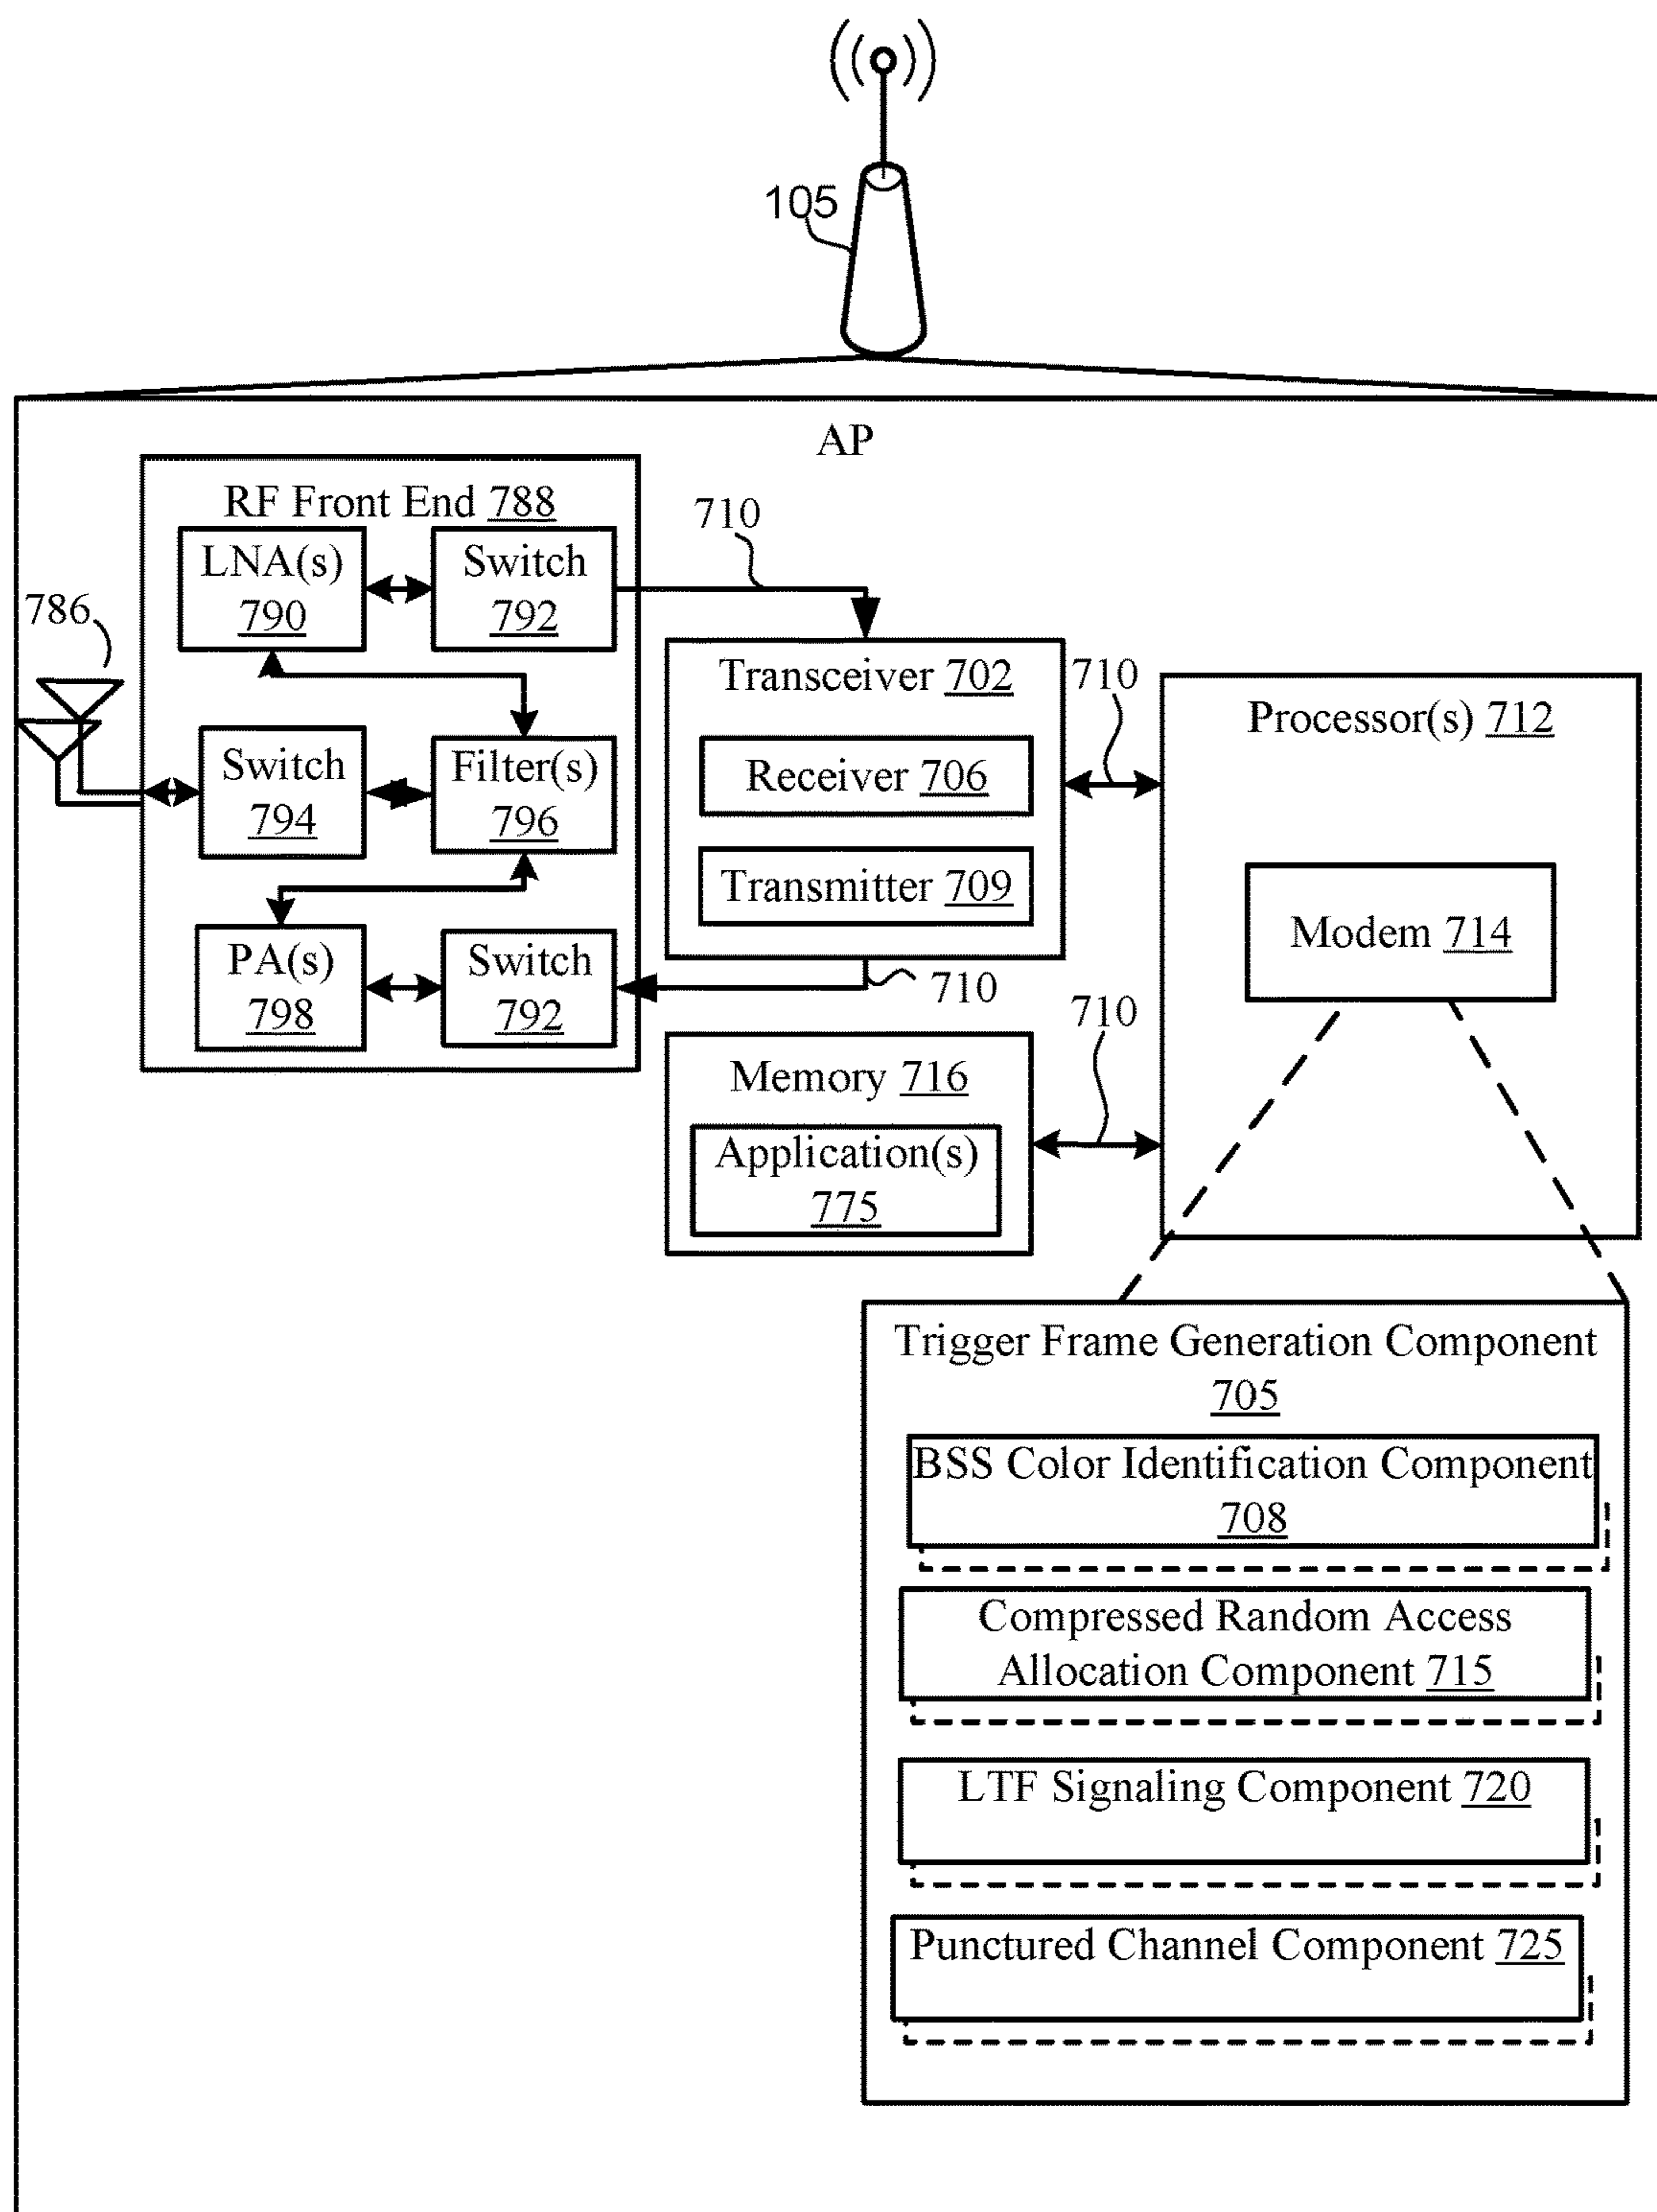 105
AP
RF Front End 788
LNA(s)
790
Switch
792
710
786
Switch
794
Filter(s)
796
PA(s)
798
Switch
792
Transceiver 702
Receiver 706
Transmitter 709
710
710
Processor(s) 712
Modem 714
Memory 716
Application(s)
775
710
Trigger Frame Generation Component
705
BSS Color Identification Component
708
Compressed Random Access
Allocation Component 715
LTF Signaling Component 720
Punctured Channel Component 725